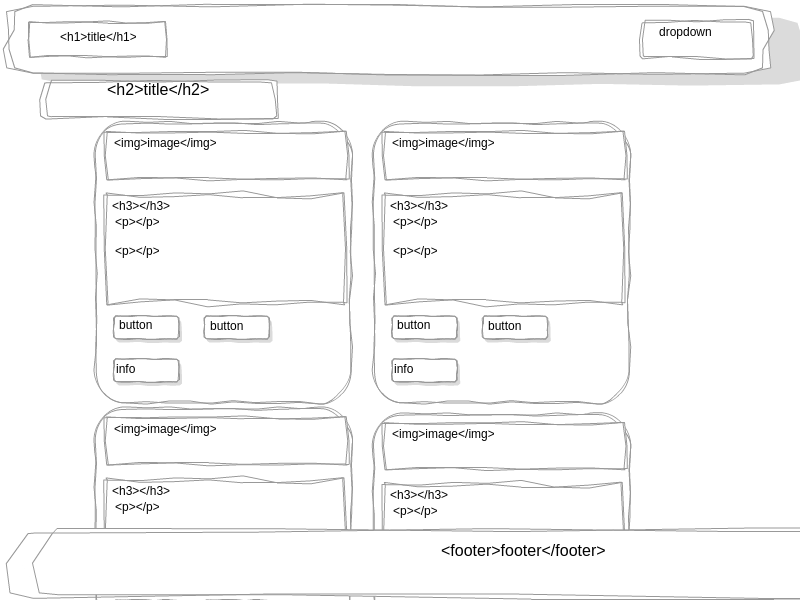 <h1>title</h1>
dropdown
<h2>title</h2>
<img>image</img>
<h3></h3>
<p></p>
<p></p>
button
button
info
<img>image</img>
<h3></h3>
<p></p>
<p></p>
button
button
info
<img>image</img>
<h3></h3>
<p></p>
<img>image</img>
<h3></h3>
<p></p>
<footer>footer</footer>